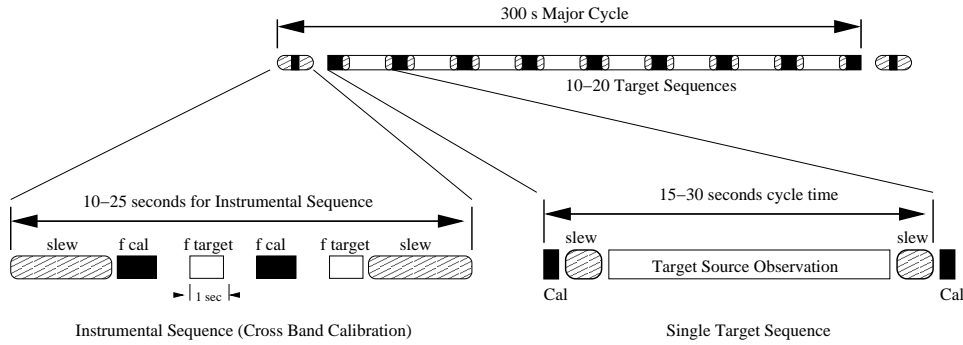 300 s Major Cycle
10−20 Target Sequences
10−25 seconds for Instrumental Sequence
slew f cal f target f cal f target slew
1 sec
Instrumental Sequence (Cross Band Calibration)
15−30 seconds cycle time
slew slew
Target Source Observation
Cal Cal
Single Target Sequence